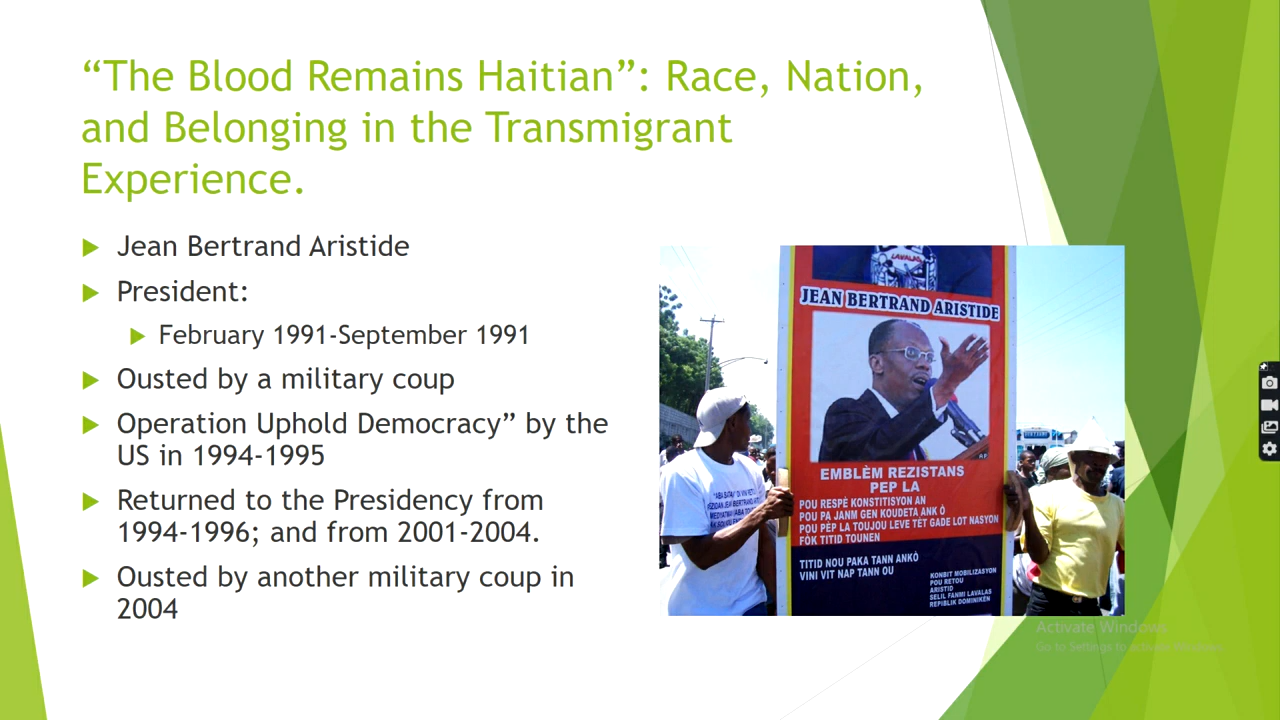 “The Blood Remains Haitian”: Race, Nation,
and Belonging in the Transmigrant
Experience.
Jean Bertrand Aristide
President:
February 1991-September 1991
Ousted by a military coup
Operation Uphold Democracy” by the
US in 1994-1995
Returned to the Presidency from
1994-1996; and from 2001-2004.
Ousted by another military coup in
2004
LAVALAS
JEAN BERTRAND ARISTIDE
EMBLÈM REZISTANS
PEP LA
POU RESPÈ KONSTITISYON AN
POU PA JANM GEN KOUDETA ANK Ò
POU PÉP LA TOUJOU LEVE TÉT GADE LOT NASYON
FÒK TITID TOUNEN
TITID NOU PAKA TANN ANKÒ
VINI VIT NAP TANN OU
KONBIT MOBILIZASYON
POU RETOU
ARISTID
SELIL FANMI LAVALAS
REPIBLIK DOMINIKÈN
Activate Windows
Go to Settings to activate Windows.